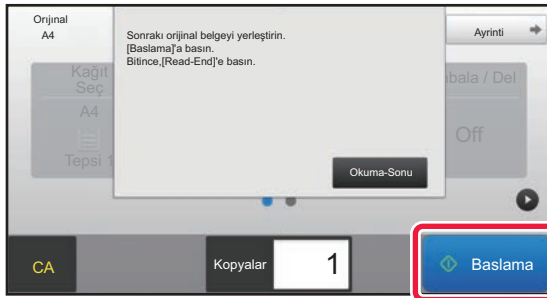 Orıjınal
A4
Sonrakı orijinal belgeyi yerleştirin.
[Baslama]'a basın.
Bitince,[Read-End]'e basın.
Ayrinti
Kağıt
Seç
A4
Tepsi 1
bala / Del
Off
Okuma-Sonu
CA
Kopyalar
1
Baslama